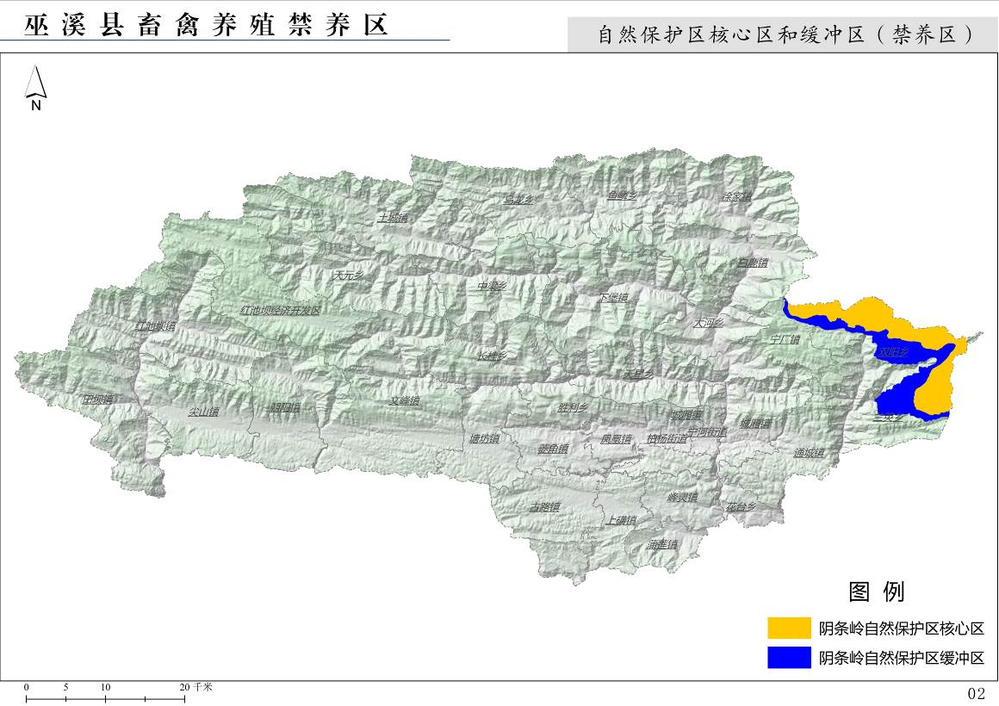 巫溪县畜禽养殖禁养区
自然保护区核心区和缓冲区（禁养区）
N
乌龙乡
鱼鳞乡
徐家镇
土城镇
白鹿镇
天元乡
中梁乡
下堡镇
红池坝经济开发区
大河乡
红池坝镇
宁厂镇
双阳乡
长桂乡
天星乡
田坝镇
文峰镇
尖山镇
朝阳镇
胜利乡
城厢镇
兰英乡
城厢镇
宁河街道
塘坊镇
凤凰镇
柏杨街道
菱角镇
通城镇
峰灵镇
古路镇
花台乡
上磺镇
蒲莲镇
图 例
阴条岭自然保护区核心区
阴条岭自然保护区缓冲区
0 5 10 20 千米
02